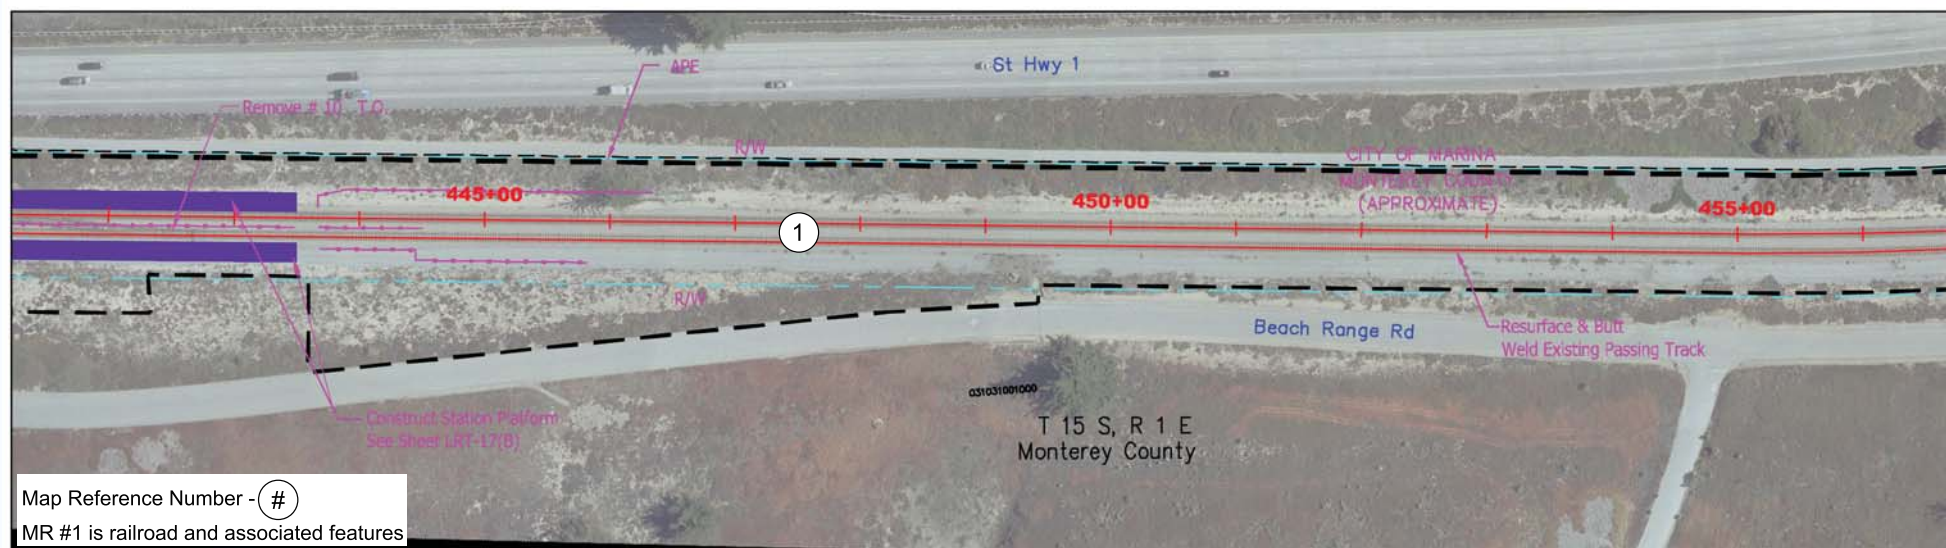 St Hwy 1
APE
Remove # 10 T.O.
R/W
CITY OF MARINA
MONTEREY COUNTY
(APPROXIMATE)
445+00
450+00
455+00
1
R/W
Beach Range Rd
Resurface & Butt
Weld Existing Passing Track
031031001000
Construct Station Platform
See Sheet LRT-17(B)
T 15 S, R 1 E
Monterey County
Map Reference Number - #
MR #1 is railroad and associated features